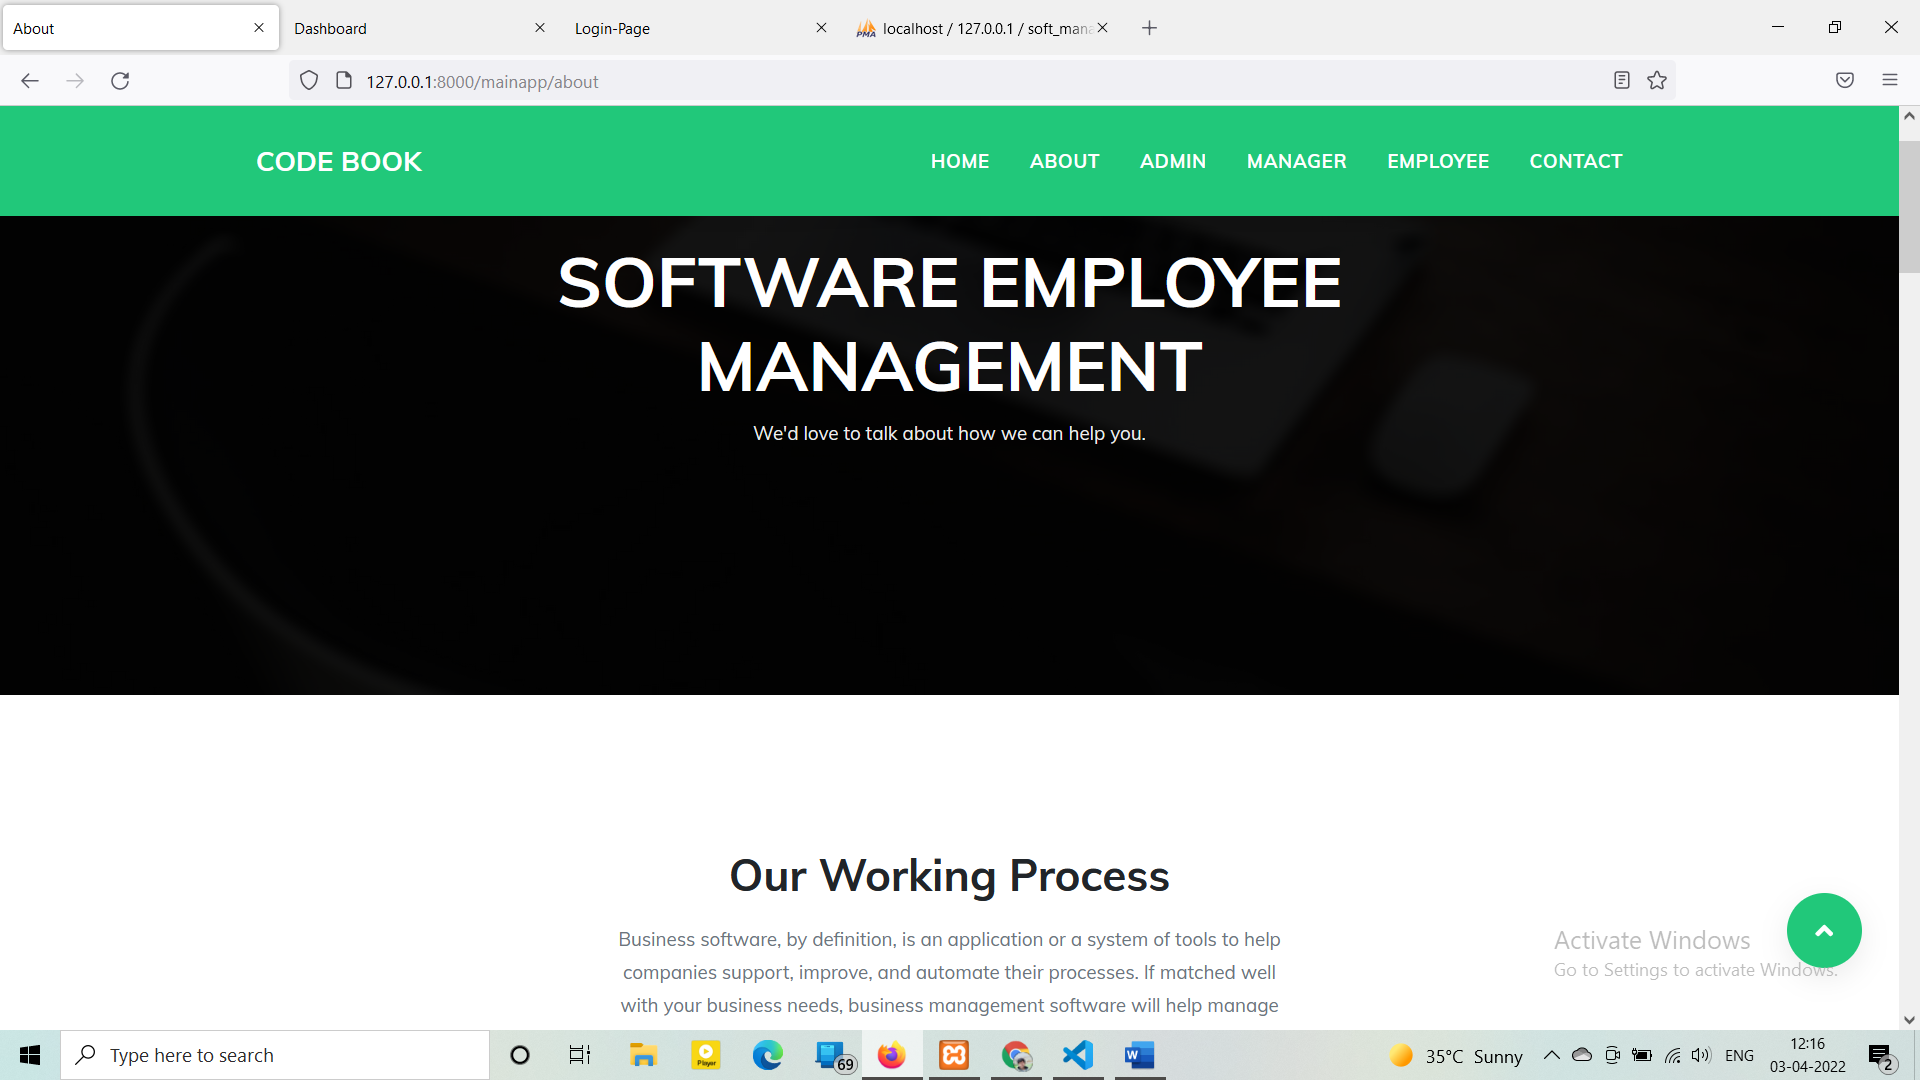 About
Dashboard
Login-Page
PMA localhost / 127.0.0.1 / soft_mana
127.0.0.1:8000/mainapp/about
CODE BOOK
HOME ABOUT ADMIN MANAGER EMPLOYEE CONTACT
SOFTWARE EMPLOYEE
MANAGEMENT
We'd love to talk about how we can help you.
Our Working Process
Business software, by definition, is an application or a system of tools to help
companies support, improve, and automate their processes. If matched well
with your business needs, business management software will help manage
Activate Windows
Go to Settings to activate Windows.
Type here to search
Player
69
W
35°C Sunny
ENG
12:16
03-04-2022
2